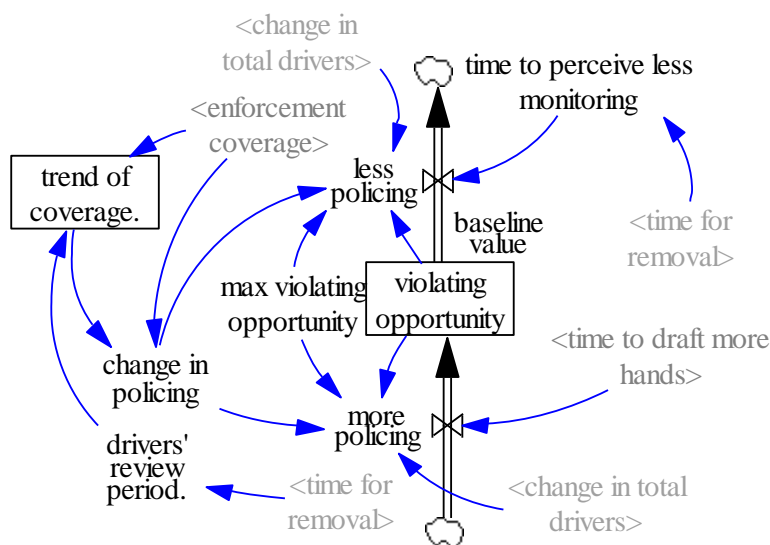 <change in
total drivers>
time to perceive less
monitoring
<enforcement
coverage>
trend of
coverage.
less
policing
baseline
value
<time for
removal>
max violating
opportunity
violating
opportunity
<time to draft more
hands>
change in
policing
more
policing
drivers'
review
period.
<time for
removal>
<change in total
drivers>